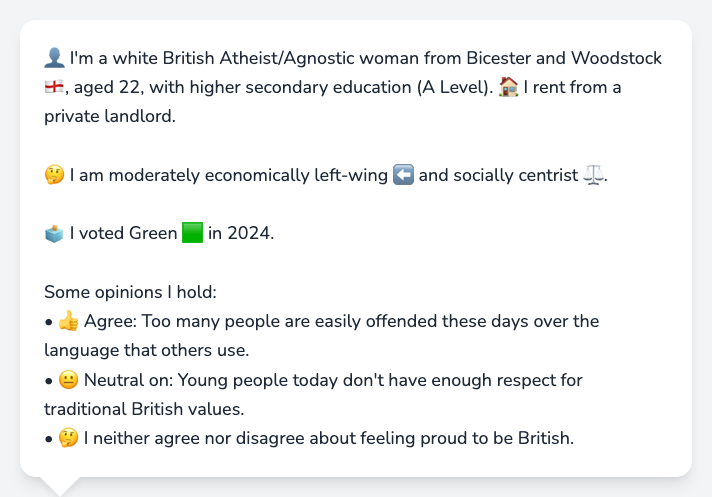 👤 I'm a white British Atheist/Agnostic woman from Bicester and Woodstock
🏴󠁧󠁢󠁥󠁮󠁧󠁿, aged 22, with higher secondary education (A Level). 🏠 I rent from a
private landlord.
🤔 I am moderately economically left-wing ⬅️ and socially centrist ⚖️.
🗳️ I voted Green 🟩 in 2024.
Some opinions I hold:
• 👍 Agree: Too many people are easily offended these days over the
language that others use.
• 😐 Neutral on: Young people today don't have enough respect for
traditional British values.
• 🤔 I neither agree nor disagree about feeling proud to be British.